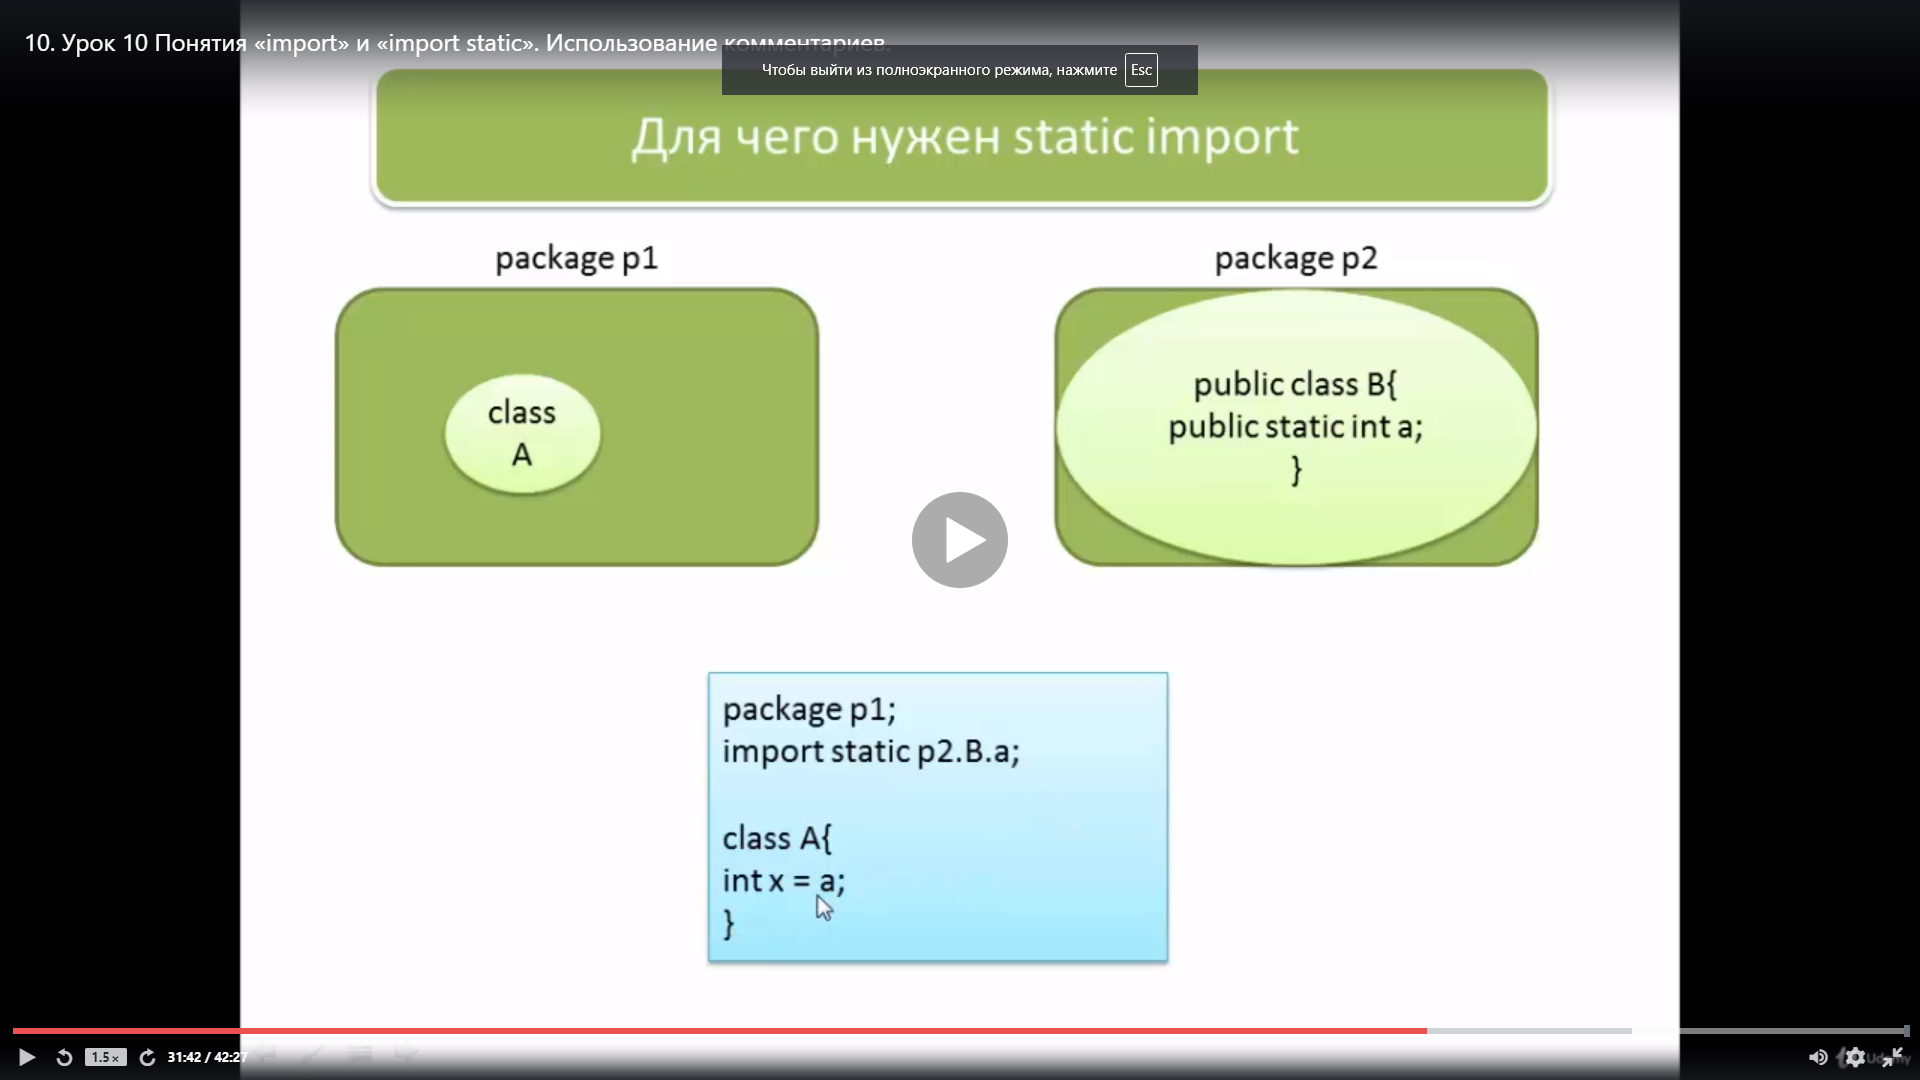 10. Урок 10 Понятия «import» и «import static». Использование комментариев.
Чтобы выйти из полноэкранного режима, нажмите Esc
Для чего нужен static import
package p1
package p2
class
A
public class B{
public static int a;
}
package p1;
import static p2.B.a;
class A{
int x = a;
}
1.5×
31:42 / 42:27